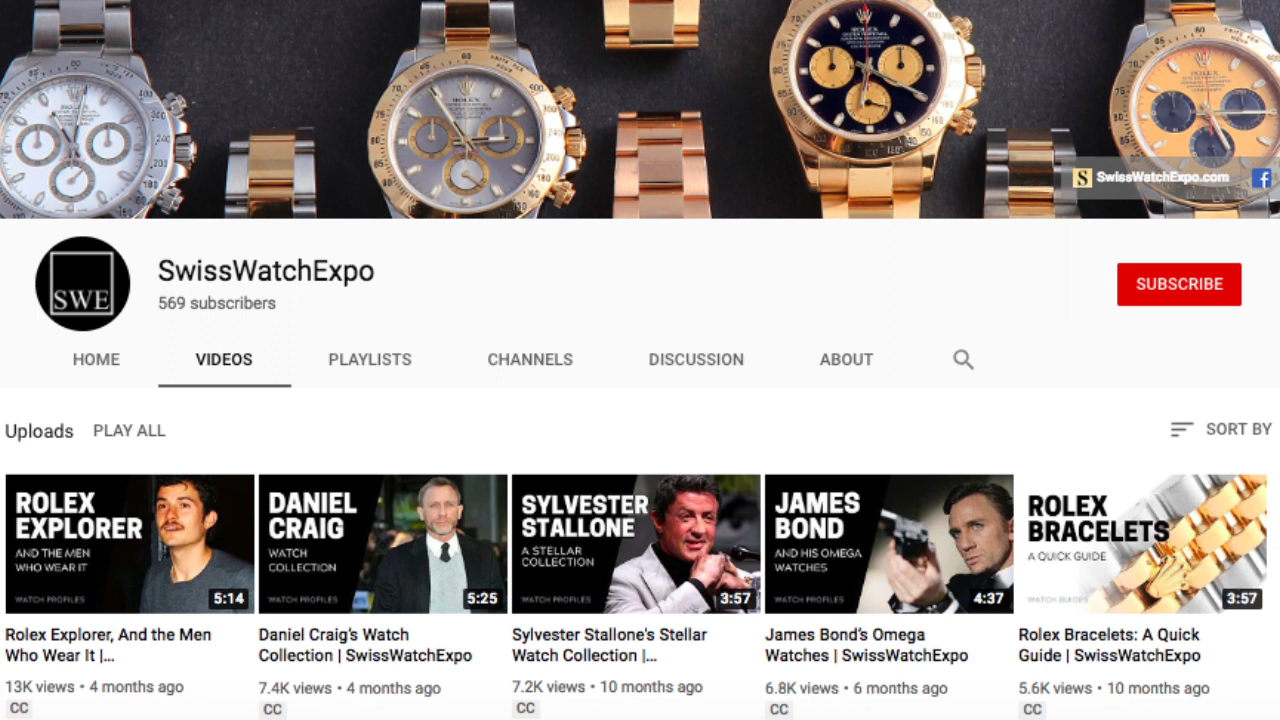 SwissWatchExpo.com
SWE
SwissWatchExpo
569 subscribers
SUBSCRIBE
HOME VIDEOS PLAYLISTS CHANNELS DISCUSSION ABOUT
Uploads PLAY ALL SORT BY
ROLEX
EXPLORER
AND THE MEN
WHO WEAR IT
WATCH PROFILES
5:14
DANIEL
CRAIG
WATCH
COLLECTION
WATCH PROFILES
5:25
SYLVESTER
STALLONE
A STELLAR
COLLECTION
WATCH PROFILES
3:57
JAMES
BOND
AND HIS OMEGA
WATCHES
WATCH PROFILES
4:37
ROLEX
BRACELETS
A QUICK GUIDE
WATCH GUIDES
3:57
Rolex Explorer, And the Men
Who Wear It |...
13K views • 4 months ago
CC
Daniel Craig's Watch
Collection | SwissWatchExpo
7.4K views • 4 months ago
CC
Sylvester Stallone's Stellar
Watch Collection |...
7.2K views • 10 months ago
CC
James Bond's Omega
Watches | SwissWatchExpo
6.8K views • 6 months ago
CC
Rolex Bracelets: A Quick
Guide | SwissWatchExpo
5.6K views • 10 months ago
CC